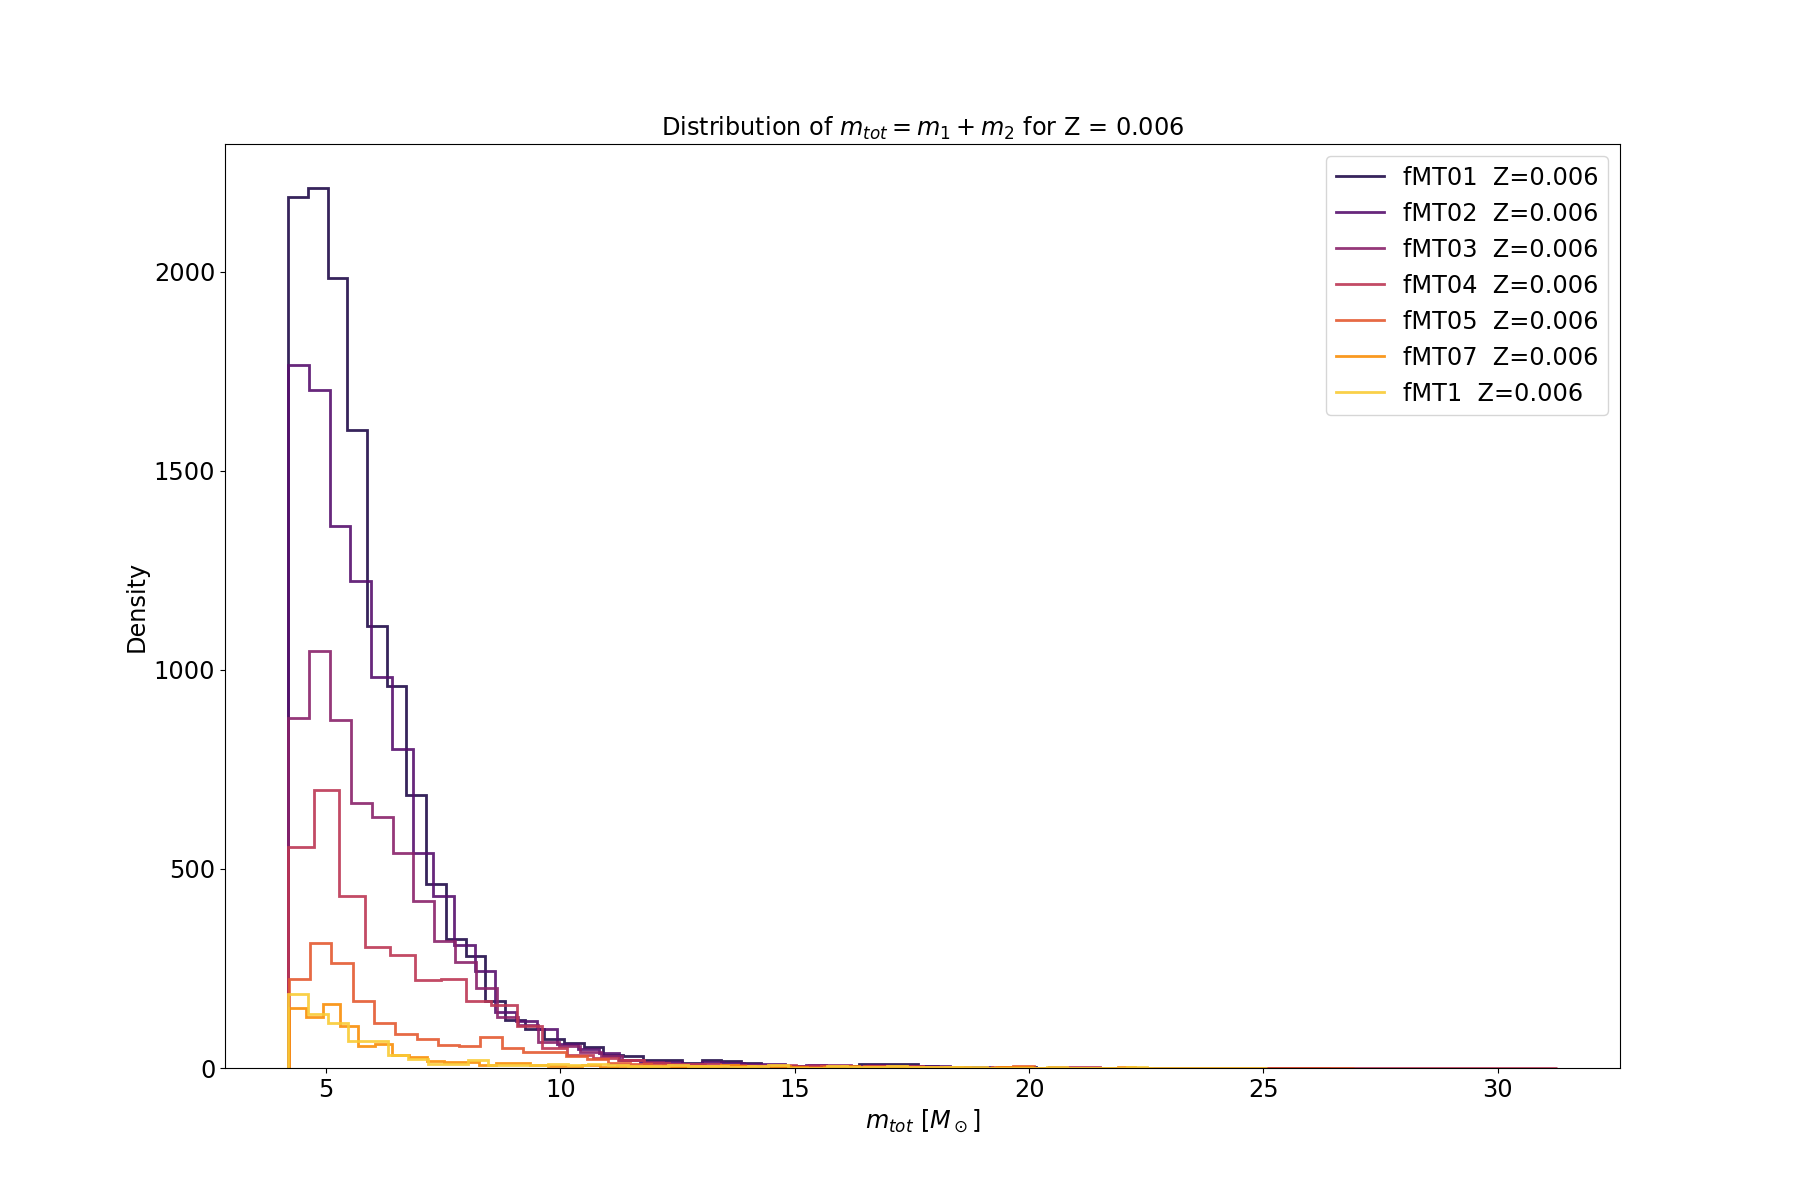 Distribution of m_tot = m_1 + m_2 for Z = 0.006
fMT01 Z=0.006
fMT02 Z=0.006
fMT03 Z=0.006
fMT04 Z=0.006
fMT05 Z=0.006
fMT07 Z=0.006
fMT1 Z=0.006
Density
2000
1500
1000
500
0
5 10 15 20 25 30
m_tot [M_⊙]